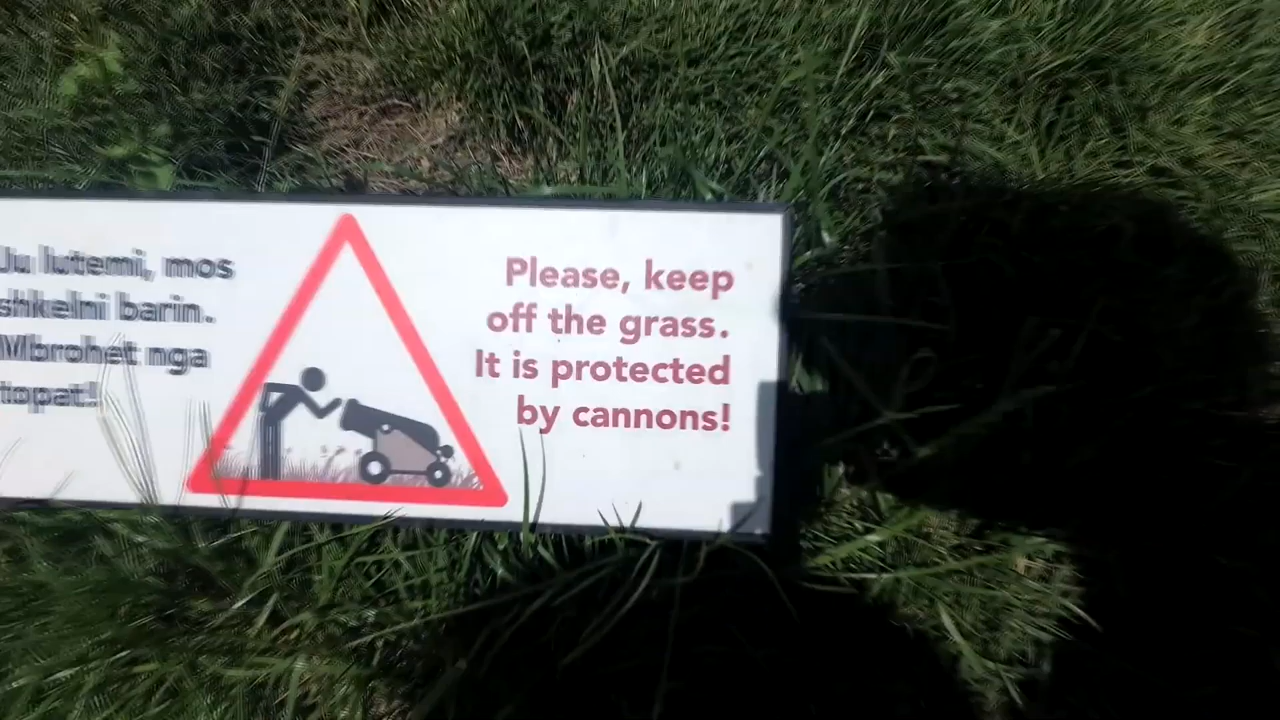 Ju lutemi, mos
shkelni barin.
Mbrohet nga
topat!
Please, keep
off the grass.
It is protected
by cannons!